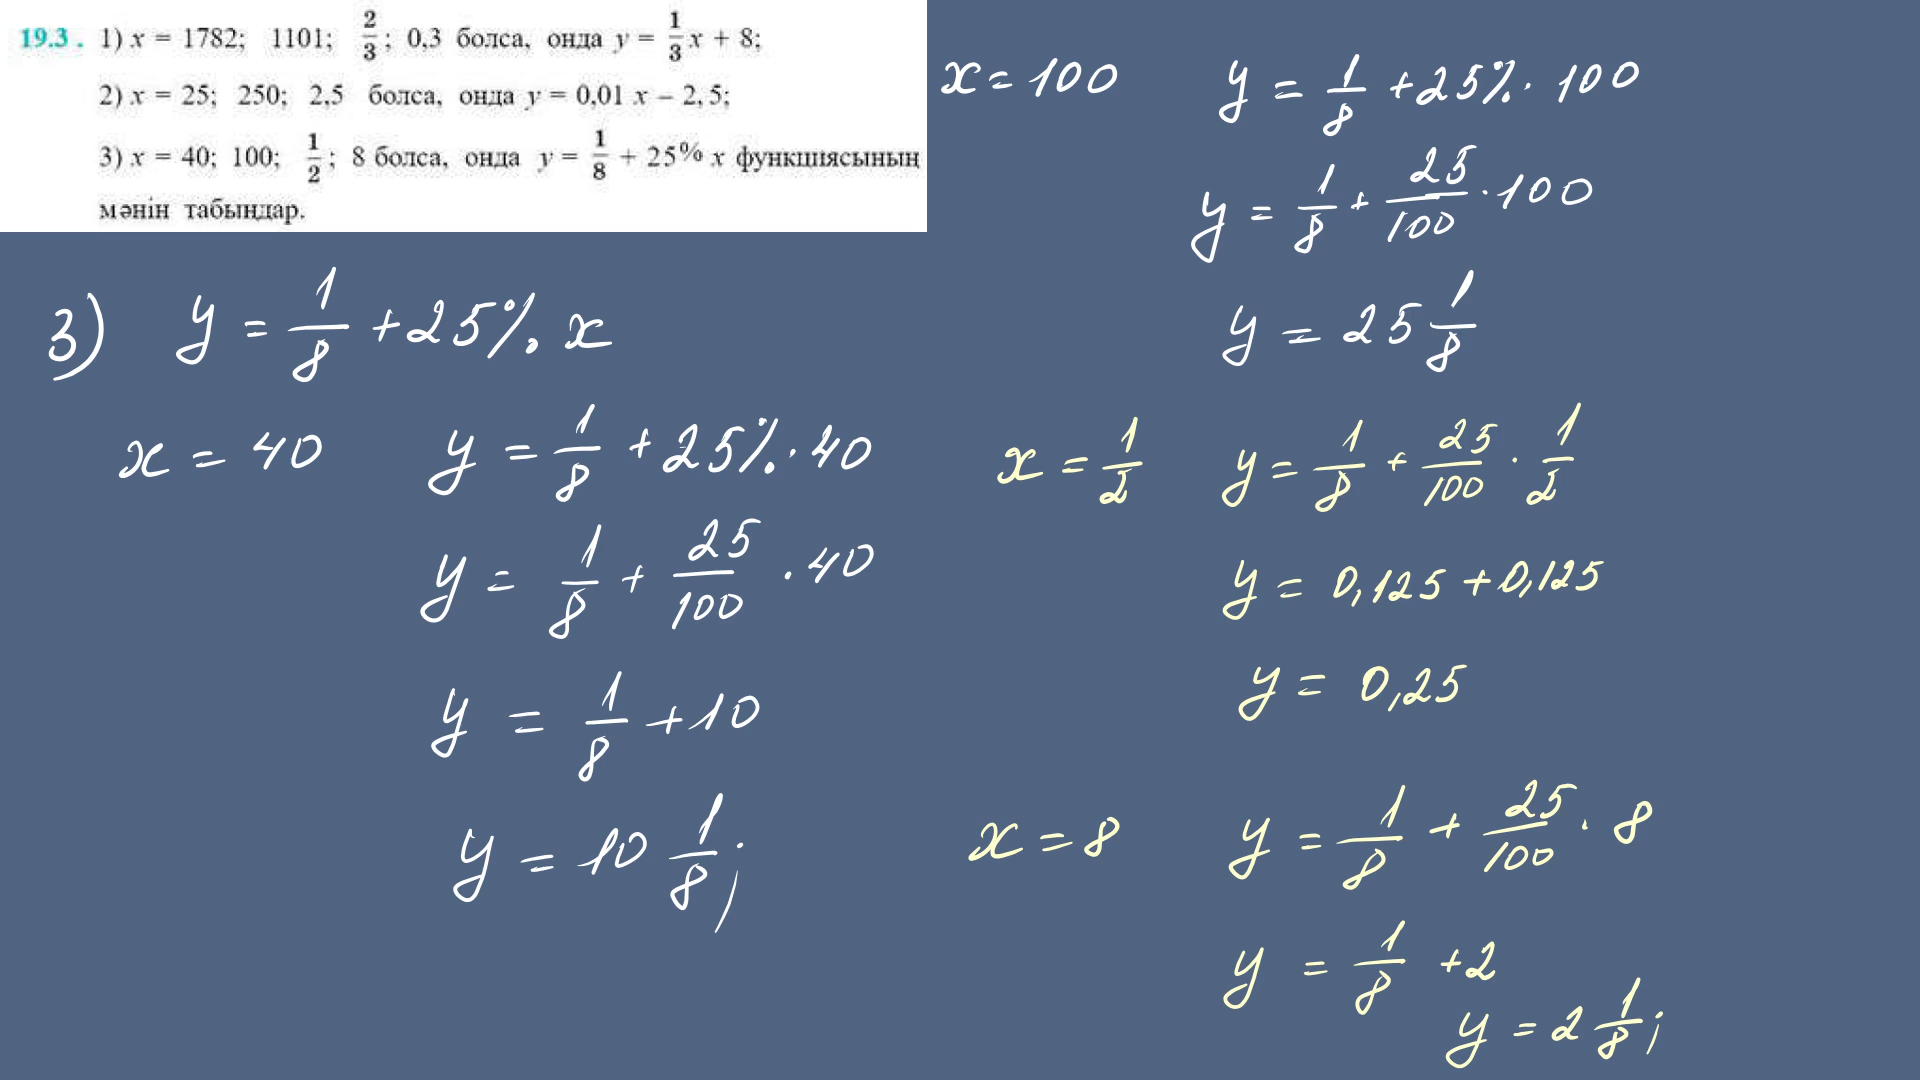 19.3. 1) x = 1782; 1101; 2/3; 0,3 болса, онда y = 1/3 x + 8;
2) x = 25; 250; 2,5 болса, онда y = 0,01 x – 2,5;
3) x = 40; 100; 1/2; 8 болса, онда y = 1/8 + 25% x функциясының
мәнін табыңдар.
3) y = 1/8 + 25% · x
x = 40 y = 1/8 + 25% · 40
y = 1/8 + 25/100 · 40
y = 1/8 + 10
y = 10 1/8;
x = 100 y = 1/8 + 25% · 100
y = 1/8 + 25/100 · 100
y = 25 1/8
x = 1/2 y = 1/8 + 25/100 · 1/2
y = 0,125 + 0,125
y = 0,25
x = 8 y = 1/8 + 25/100 · 8
y = 1/8 + 2
y = 2 1/8;